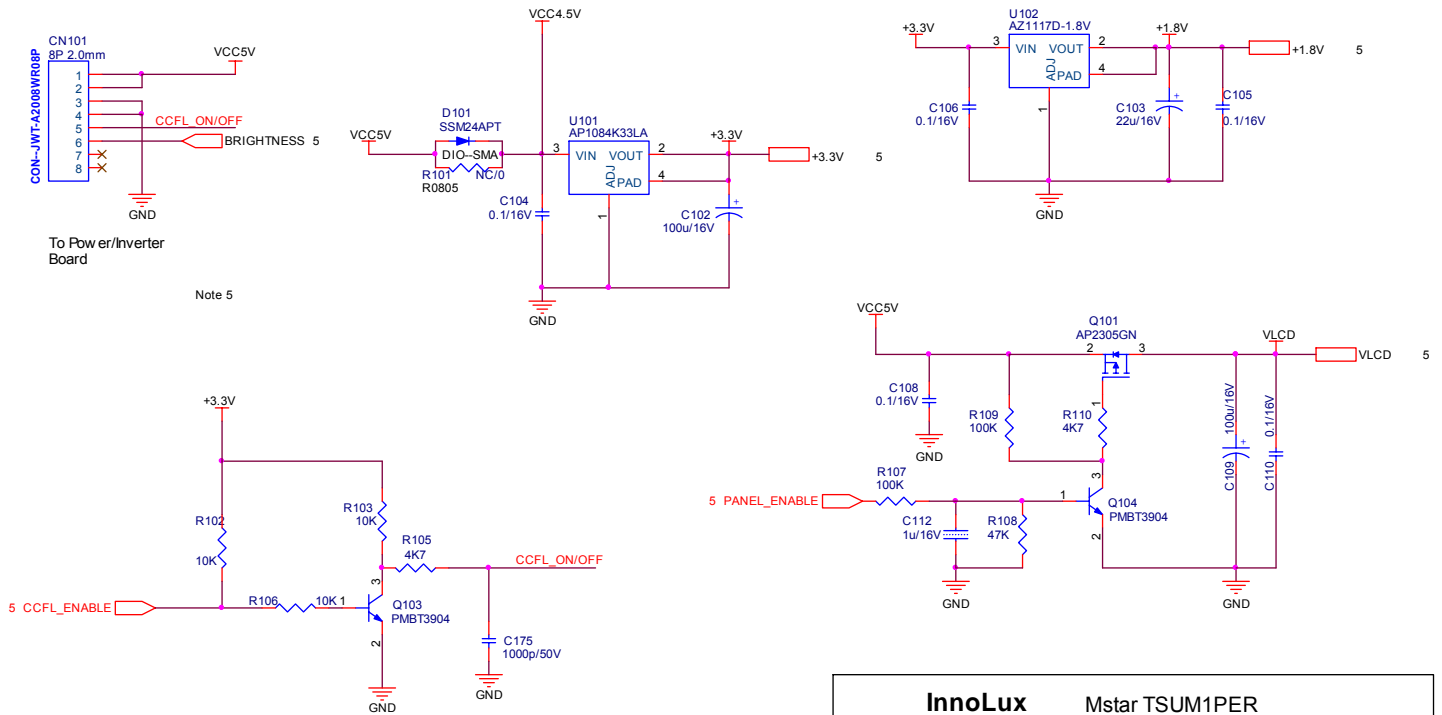 CN101
8P 2.0mm
CON--JWT-A2008WR08P
1
2
3
4
5
6
7
8
VCC5V
CCFL_ON/OFF
BRIGHTNESS 5
GND
To Power/Inverter
Board
Note 5
VCC4.5V
VCC5V
D101
SSM24APT
DIO--SMA
R101
R0805
NC/0
C104
0.1/16V
U101
AP1084K33LA
3
VIN
VOUT
2
ADJ
PAD
4
1
+3.3V
+3.3V 5
C102
100u/16V
GND
U102
AZ1117D-1.8V
+3.3V
3
VIN
VOUT
2
ADJ
PAD
4
1
+1.8V
+1.8V 5
C106
0.1/16V
C103
22u/16V
C105
0.1/16V
GND
+3.3V
R102
10K
R103
10K
R105
4K7
CCFL_ON/OFF
5 CCFL_ENABLE
R106
10K
1
3
2
Q103
PMBT3904
C175
1000p/50V
GND
GND
VCC5V
C108
0.1/16V
GND
Q101
AP2305GN
2
3
1
R109
100K
R110
4K7
VLCD
VLCD 5
C109
100u/16V
C110
0.1/16V
5 PANEL_ENABLE
R107
100K
C112
1u/16V
R108
47K
1
3
2
Q104
PMBT3904
GND
GND
InnoLux Mstar TSUM1PER